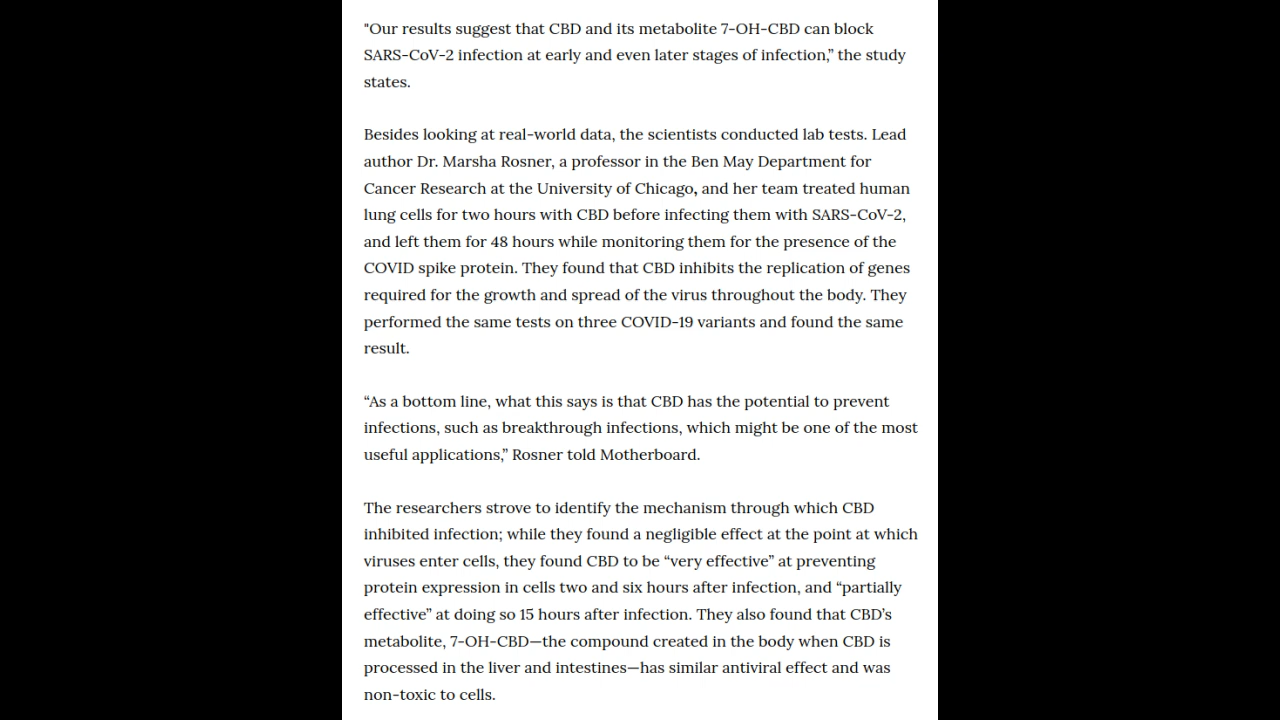 "Our results suggest that CBD and its metabolite 7-OH-CBD can block
SARS-CoV-2 infection at early and even later stages of infection,” the study
states.
Besides looking at real-world data, the scientists conducted lab tests. Lead
author Dr. Marsha Rosner, a professor in the Ben May Department for
Cancer Research at the University of Chicago, and her team treated human
lung cells for two hours with CBD before infecting them with SARS-CoV-2,
and left them for 48 hours while monitoring them for the presence of the
COVID spike protein. They found that CBD inhibits the replication of genes
required for the growth and spread of the virus throughout the body. They
performed the same tests on three COVID-19 variants and found the same
result.
“As a bottom line, what this says is that CBD has the potential to prevent
infections, such as breakthrough infections, which might be one of the most
useful applications,” Rosner told Motherboard.
The researchers strove to identify the mechanism through which CBD
inhibited infection; while they found a negligible effect at the point at which
viruses enter cells, they found CBD to be “very effective” at preventing
protein expression in cells two and six hours after infection, and “partially
effective” at doing so 15 hours after infection. They also found that CBD’s
metabolite, 7-OH-CBD—the compound created in the body when CBD is
processed in the liver and intestines—has similar antiviral effect and was
non-toxic to cells.